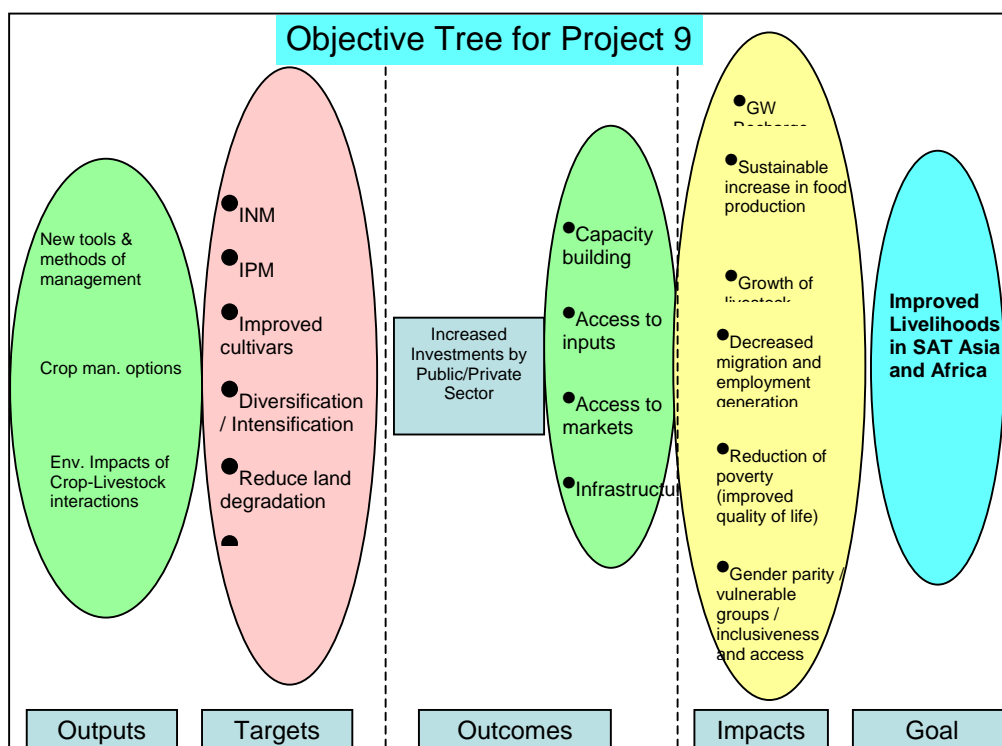 Objective Tree for Project 9
New tools &
methods of
management
Crop man. options
Env. Impacts of
Crop-Livestock
interactions
●INM
●IPM
●Improved
cultivars
●Diversification
/ Intensification
●Reduce land
degradation
Increased
Investments by
Public/Private
Sector
●Capacity
building
●Access to
inputs
●Access to
markets
●Infrastructu
●GW
Recharge
●Sustainable
increase in food
production
●Growth of
livestock
●Decreased
migration and
employment
generation
●Reduction of
poverty
(improved
quality of life)
●Gender parity /
vulnerable
groups /
inclusiveness
and access
Improved
Livelihoods
in SAT Asia
and Africa
Outputs
Targets
Outcomes
Impacts
Goal